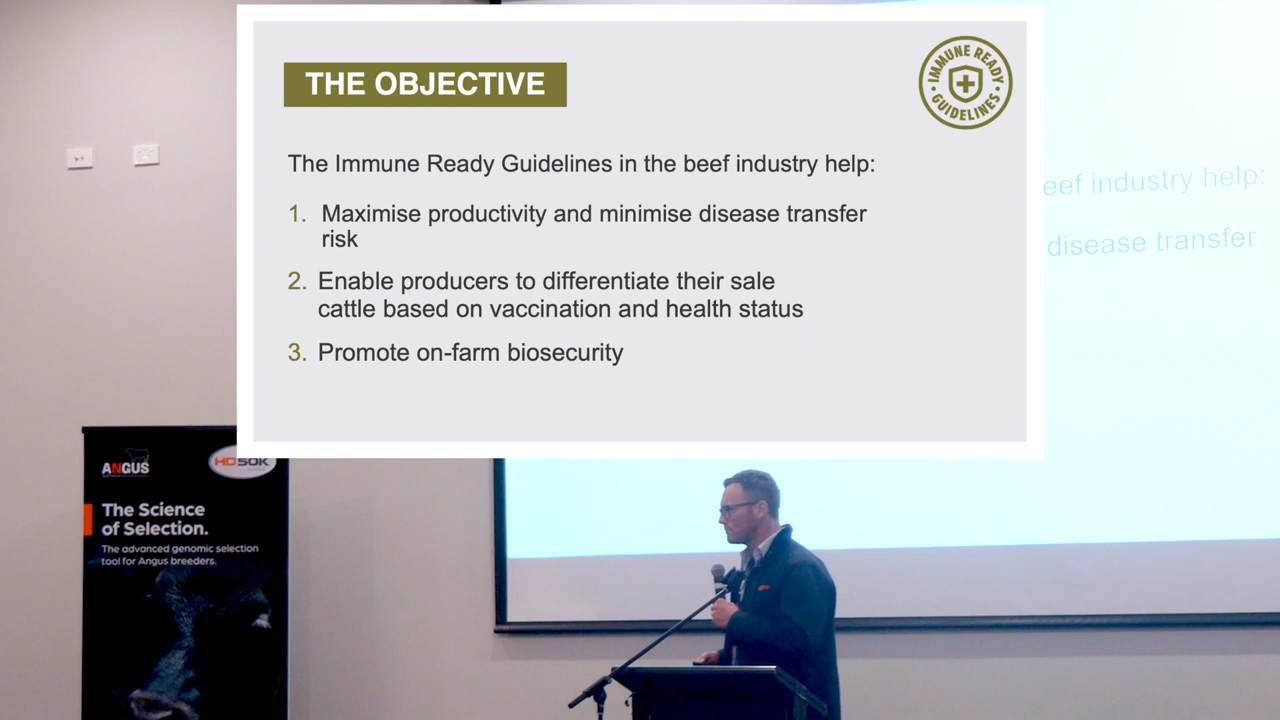 THE OBJECTIVE
IMMUNE READY
GUIDELINES
The Immune Ready Guidelines in the beef industry help:
1. Maximise productivity and minimise disease transfer
risk
2. Enable producers to differentiate their sale
cattle based on vaccination and health status
3. Promote on-farm biosecurity
eef industry help:
disease transfer
ANGUS
HD50K
The Science
of Selection.
The advanced genomic selection
tool for Angus breeders.